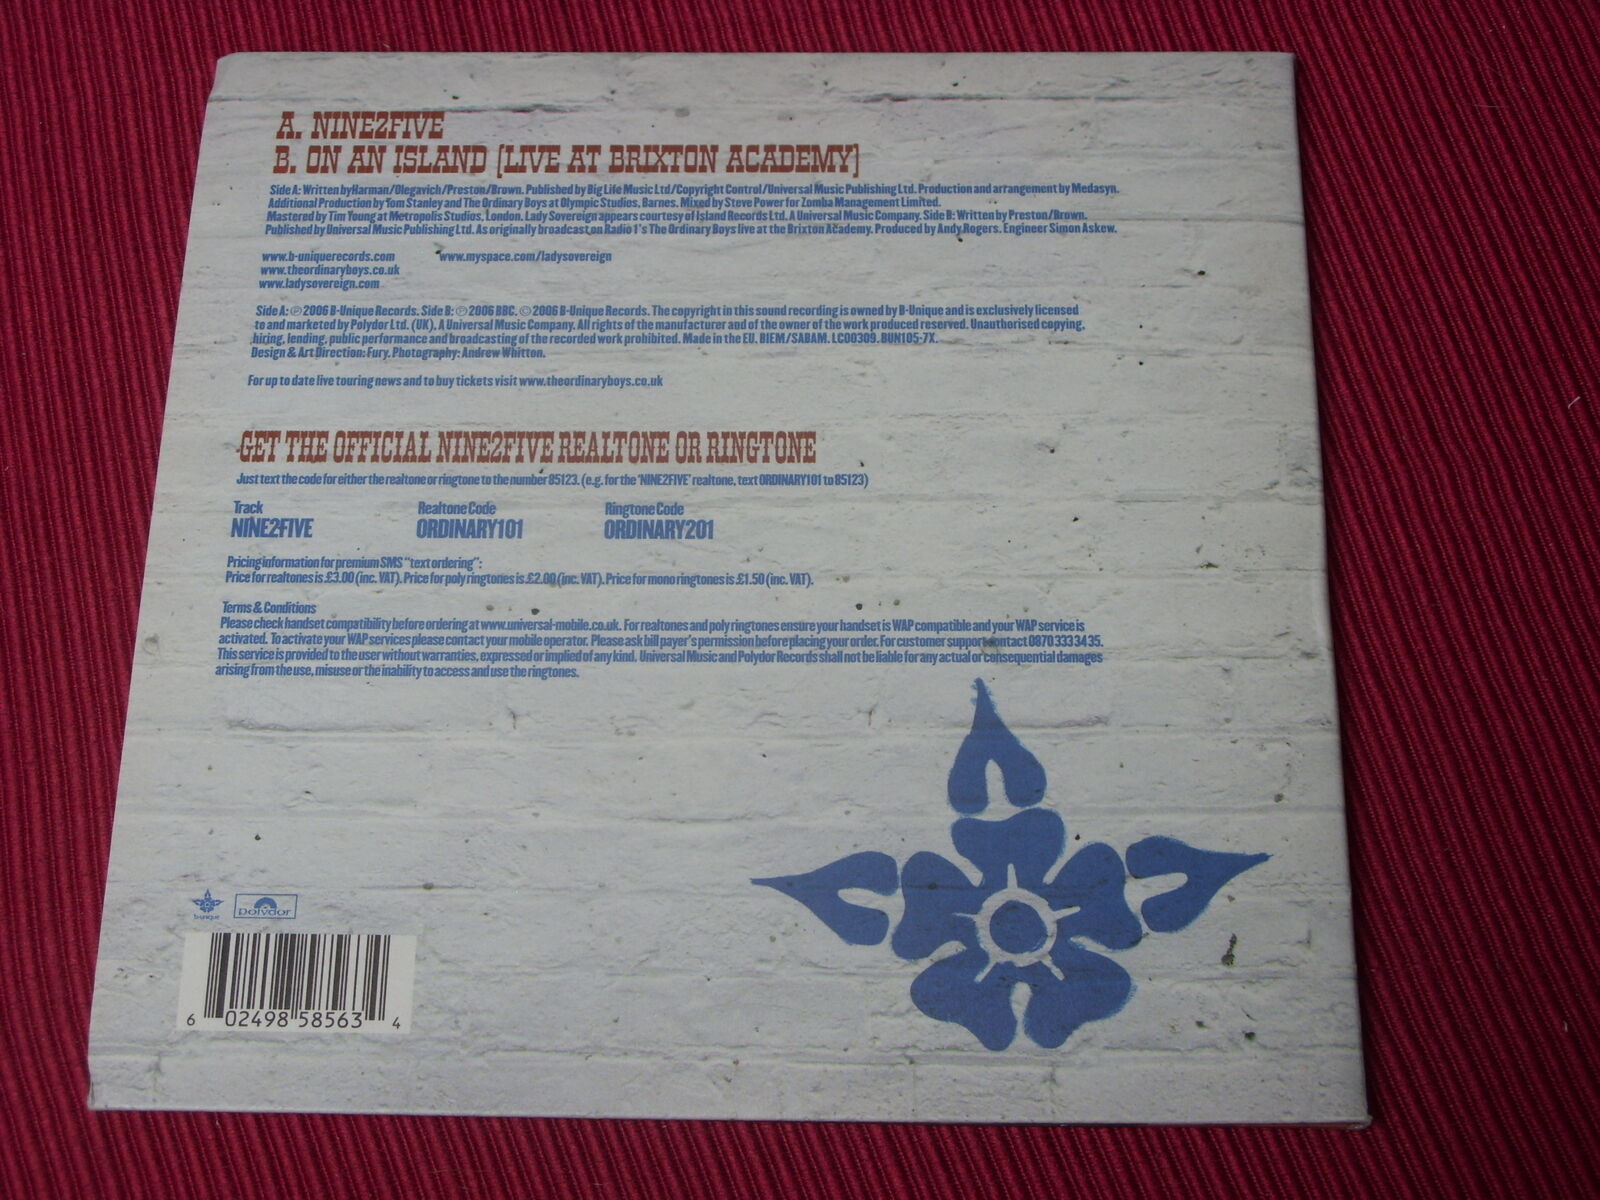 A. NINE2FIVE
B. ON AN ISLAND [LIVE AT BRIXTON ACADEMY]
Side A: Written by Harman/Olegavich/Preston/Brown. Published by Big Life Music Ltd/Copyright Control/Universal Music Publishing Ltd. Production and arrangement by Medasyn.
Additional Production by Tom Stanley and The Ordinary Boys at Olympic Studios, Barnes. Mixed by Steve Power for Zomba Management Limited.
Mastered by Tim Young at Metropolis Studios, London. Lady Sovereign appears courtesy of Island Records Ltd. A Universal Music Company. Side B: Written by Preston/Brown.
Published by Universal Music Publishing Ltd. As originally broadcast on Radio 1's The Ordinary Boys live at the Brixton Academy. Produced by Andy Rogers. Engineer Simon Askew.
www.b-uniquerecords.com www.myspace.com/ladysovereign
www.theordinaryboys.co.uk
www.ladysovereign.com
Side A: ℗ 2006 B-Unique Records. Side B: ℗ 2006 BBC. © 2006 B-Unique Records. The copyright in this sound recording is owned by B-Unique and is exclusively licensed
to and marketed by Polydor Ltd. (UK), A Universal Music Company. All rights of the manufacturer and of the owner of the work produced reserved. Unauthorised copying,
hiring, lending, public performance and broadcasting of the recorded work prohibited. Made in the EU. BIEM/SABAM. LC00309. BUN105-7X.
Design & Art Direction: Fury. Photography: Andrew Whitton.
For up to date live touring news and to buy tickets visit www.theordinaryboys.co.uk
GET THE OFFICIAL NINE2FIVE REALTONE OR RINGTONE
Just text the code for either the realtone or ringtone to the number 85123. (e.g. for the 'NINE2FIVE' realtone, text ORDINARY101 to 85123)
Track Realtone Code Ringtone Code
NINE2FIVE ORDINARY101 ORDINARY201
Pricing information for premium SMS "text ordering":
Price for realtones is £3.00 (inc. VAT). Price for poly ringtones is £2.00 (inc. VAT). Price for mono ringtones is £1.50 (inc. VAT).
Terms & Conditions
Please check handset compatibility before ordering at www.universal-mobile.co.uk. For realtones and poly ringtones ensure your handset is WAP compatible and your WAP service is
activated. To activate your WAP services please contact your mobile operator. Please ask bill payer's permission before placing your order. For customer support contact 0870 333 34 35.
This service is provided to the user without warranties, expressed or implied of any kind. Universal Music and Polydor Records shall not be liable for any actual or consequential damages
arising from the use, misuse or the inability to access and use the ringtones.
b-unique Polydor
6 02498 58563 4